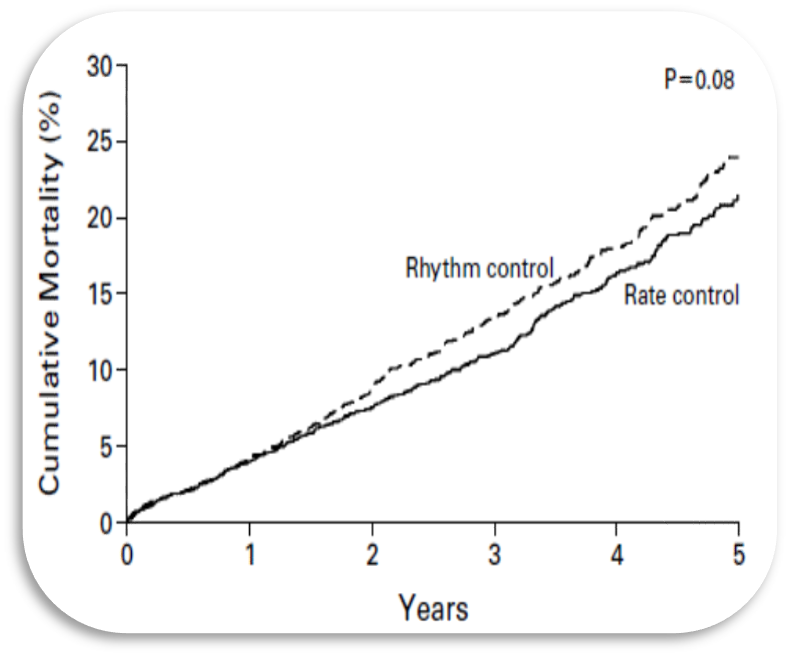 Cumulative Mortality (%)
30
25
20
15
10
5
0
P=0.08
Rhythm control
Rate control
0 1 2 3 4 5
Years